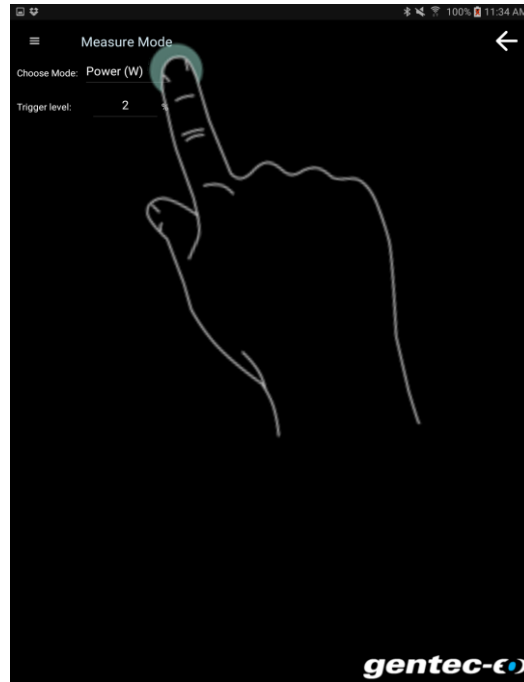 100% 11:34 AM
Measure Mode
Choose Mode: Power (W)
Trigger level: 2 %
gentec-eo